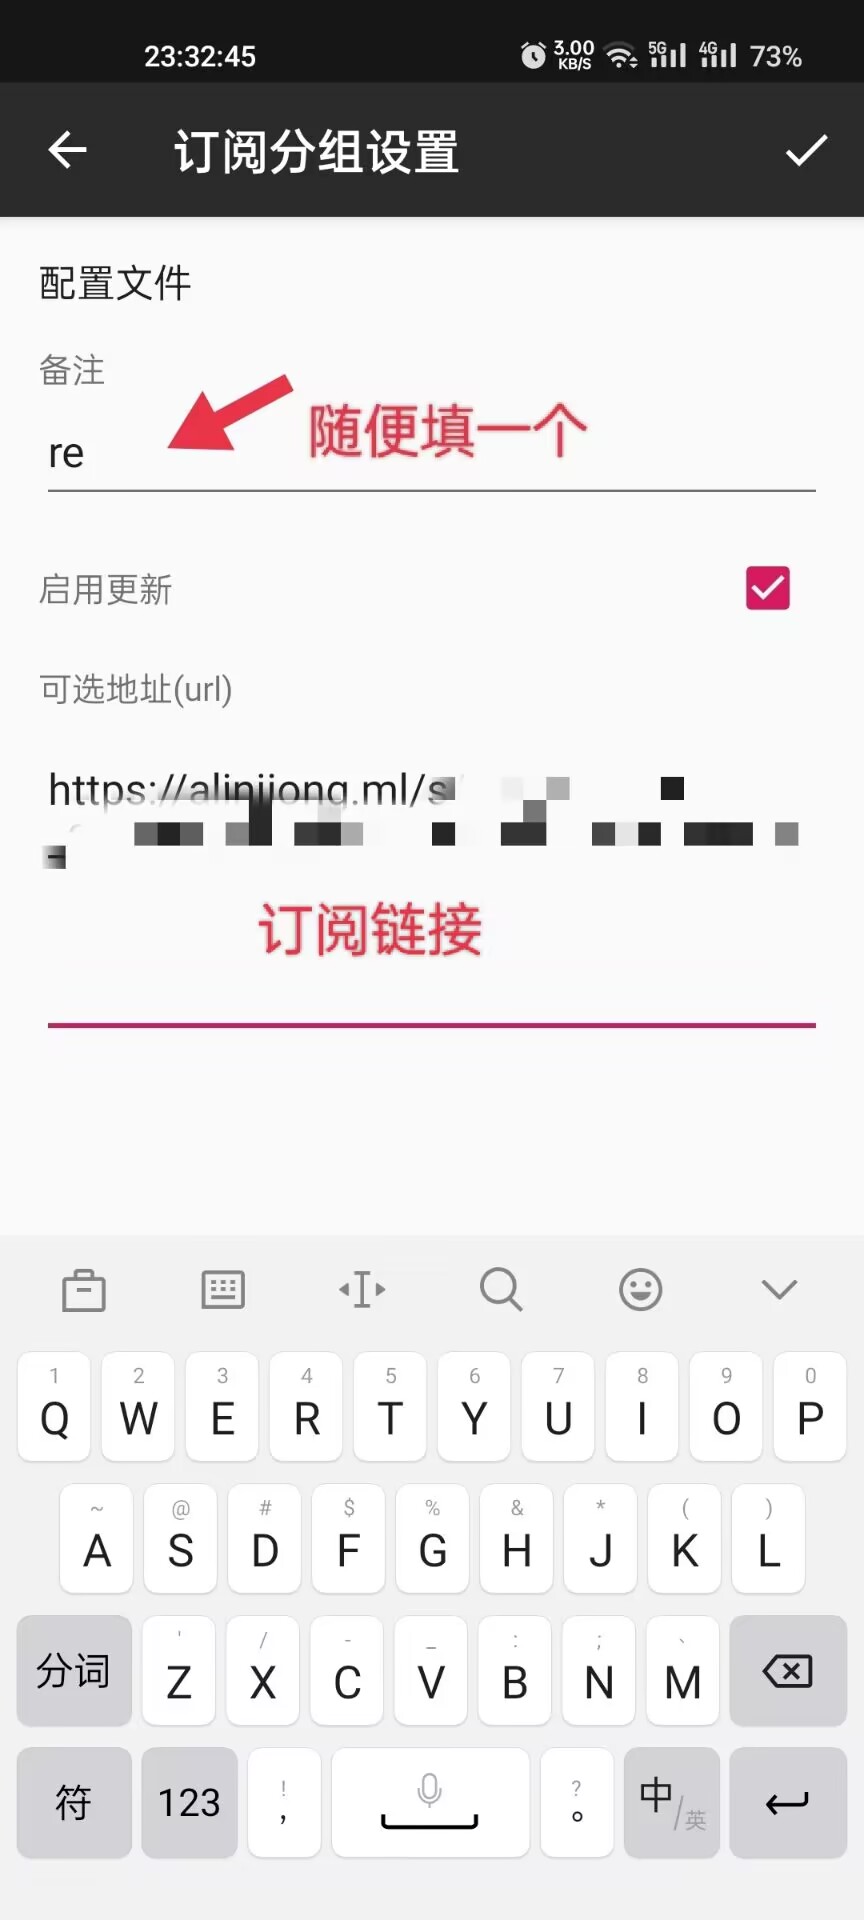 23:32:45 3.00 KB/S 5G 4G 73%
订阅分组设置
配置文件
备注
随便填一个
re
启用更新
可选地址(url)
https://alinjiong.ml/s
订阅链接
1 2 3 4 5 6 7 8 9 0
Q W E R T Y U I O P
~ @ # $ % & * ( )
A S D F G H J K L
' / - _ : ; 、
分词 Z X C V B N M
! ?
符 123 , 。 中/英